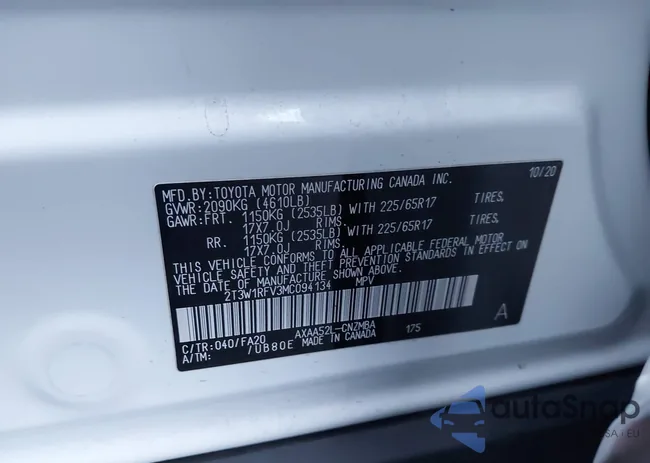 MFD. BY: TOYOTA MOTOR MANUFACTURING CANADA INC. 10/20
GVWR: 2090KG (4610LB)
GAWR: FRT. 1150KG (2535LB) WITH 225/65R17 TIRES.
17X7.0J RIMS.
RR. 1150KG (2535LB) WITH 225/65R17 TIRES.
17X7.0J RIMS.
THIS VEHICLE CONFORMS TO ALL APPLICABLE FEDERAL MOTOR
VEHICLE SAFETY AND THEFT PREVENTION STANDARDS IN EFFECT ON
THE DATE OF MANUFACTURE SHOWN ABOVE.
2T3W1RFV3MC094134 MPV
C/TR: 040/FA20 AXAA52L-CNZMBA 175 A
A/TM: /UB80E MADE IN CANADA
autoSnap
USA | EU